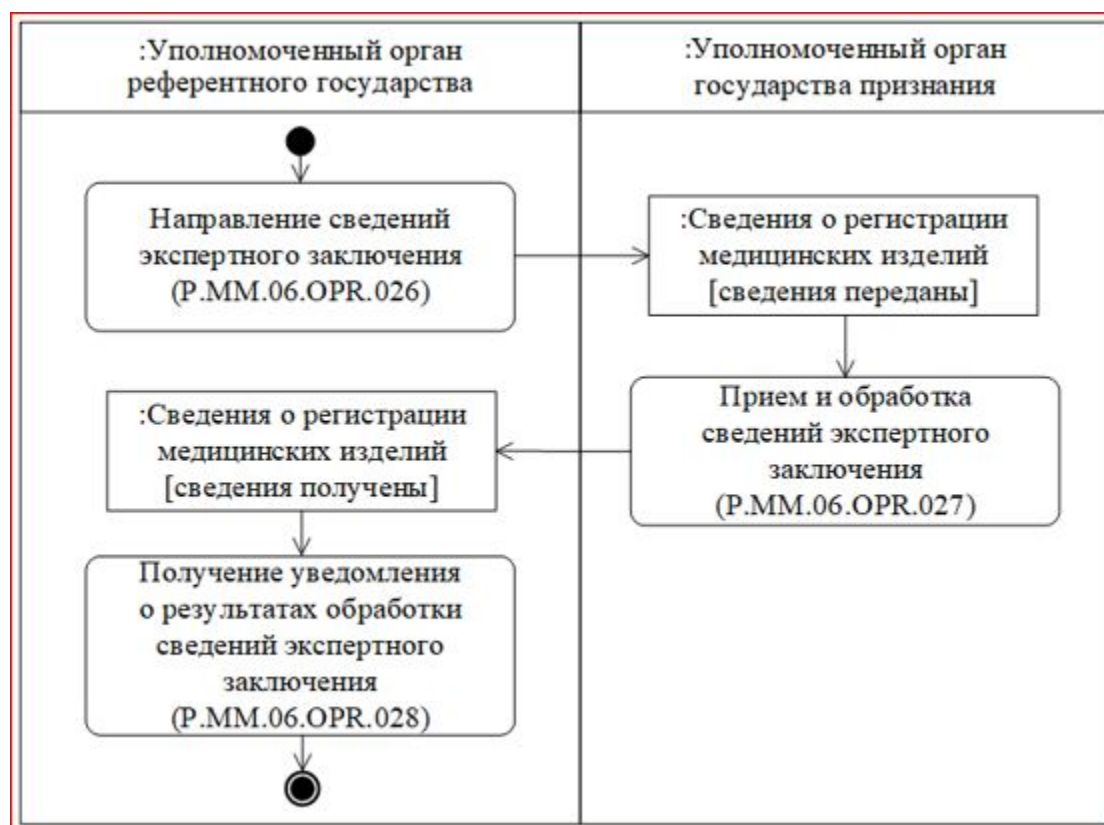 :Уполномоченный орган
референтного государства
:Уполномоченный орган
государства признания
Направление сведений
экспертного заключения
(P.MM.06.OPR.026)
:Сведения о регистрации
медицинских изделий
[сведения переданы]
Прием и обработка
сведений экспертного
заключения
(P.MM.06.OPR.027)
:Сведения о регистрации
медицинских изделий
[сведения получены]
Получение уведомления
о результатах обработки
сведений экспертного
заключения
(P.MM.06.OPR.028)